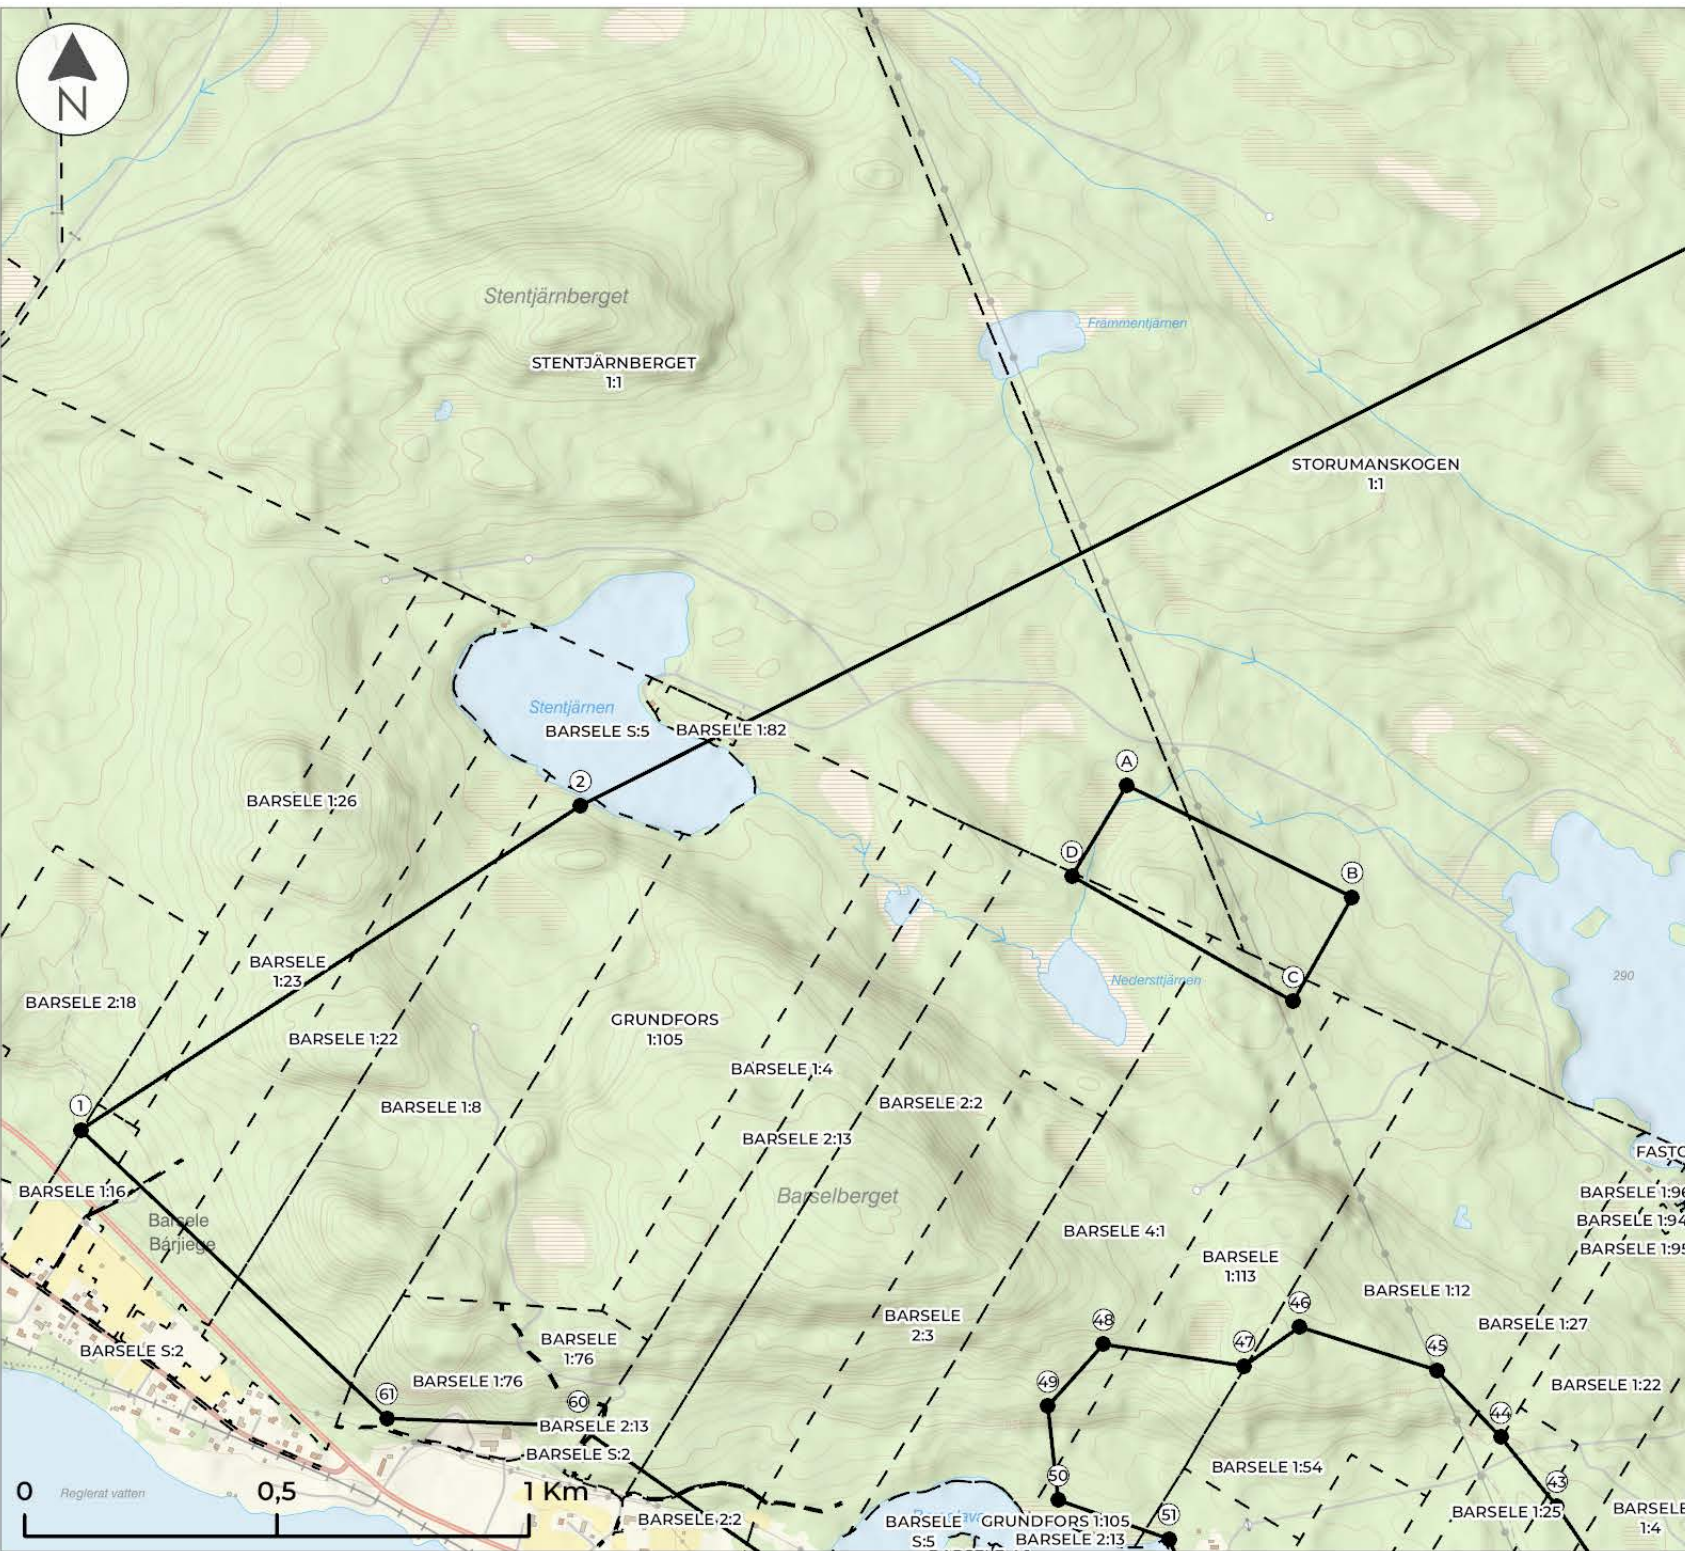 N
Stentjärnberget
Främmentjärnen
STENTJÄRNBERGET
1:1
STORUMANSKOGEN
1:1
Stentjärnen
BARSELE S:5
BARSELE 1:82
2
A
BARSELE 1:26
D
B
BARSELE
1:23
C
290
Nedersttjärnen
BARSELE 2:18
GRUNDFORS
1:105
BARSELE 1:22
BARSELE 1:4
1
BARSELE 1:8
BARSELE 2:2
BARSELE 2:13
FASTO
BARSELE 1:16
Barselberget
BARSELE 1:96
Barsele
Bárjiege
BARSELE 4:1
BARSELE 1:94
BARSELE 1:95
BARSELE
1:113
BARSELE 1:12
BARSELE
2:3
46
BARSELE 1:27
48
47
45
BARSELE S:2
BARSELE
1:76
BARSELE 1:76
49
BARSELE 1:22
61
60
44
BARSELE 2:13
BARSELE S:2
BARSELE 1:54
50
43
0
Reglerat vatten
0,5
1 Km
BARSELE 2:2
BARSELE
S:5
GRUNDFORS 1:105
BARSELE 2:13
51
BARSELE 1:25
BARSELE
1:4